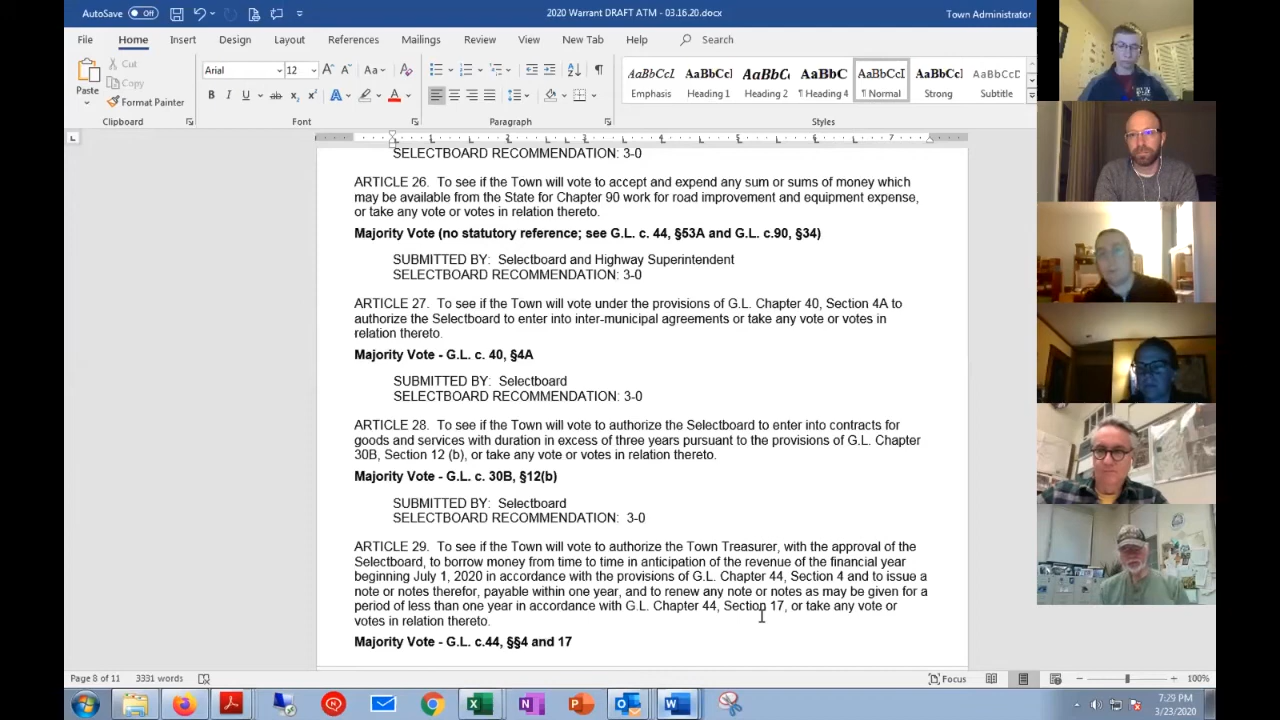 AutoSave Off
2020 Warrant DRAFT ATM - 03.16.20.docx
Town Administrator
File Home Insert Design Layout References Mailings Review View New Tab Help Search
Paste
Cut
Copy
Format Painter
Clipboard
Arial 12
Font
Paragraph
AaBbCcI AaBbCc AaBbC AaBbC AaBbCcI AaBbCc AaBbCcD
Emphasis Heading 1 Heading 2 ¶ Heading 4 ¶ Normal Strong Subtitle
Styles
1 2 3 4 5 6 7
SELECTBOARD RECOMMENDATION: 3-0
ARTICLE 26. To see if the Town will vote to accept and expend any sum or sums of money which
may be available from the State for Chapter 90 work for road improvement and equipment expense,
or take any vote or votes in relation thereto.
Majority Vote (no statutory reference; see G.L. c. 44, §53A and G.L. c.90, §34)
SUBMITTED BY: Selectboard and Highway Superintendent
SELECTBOARD RECOMMENDATION: 3-0
ARTICLE 27. To see if the Town will vote under the provisions of G.L. Chapter 40, Section 4A to
authorize the Selectboard to enter into inter-municipal agreements or take any vote or votes in
relation thereto.
Majority Vote - G.L. c. 40, §4A
SUBMITTED BY: Selectboard
SELECTBOARD RECOMMENDATION: 3-0
ARTICLE 28. To see if the Town will vote to authorize the Selectboard to enter into contracts for
goods and services with duration in excess of three years pursuant to the provisions of G.L. Chapter
30B, Section 12 (b), or take any vote or votes in relation thereto.
Majority Vote - G.L. c. 30B, §12(b)
SUBMITTED BY: Selectboard
SELECTBOARD RECOMMENDATION: 3-0
ARTICLE 29. To see if the Town will vote to authorize the Town Treasurer, with the approval of the
Selectboard, to borrow money from time to time in anticipation of the revenue of the financial year
beginning July 1, 2020 in accordance with the provisions of G.L. Chapter 44, Section 4 and to issue a
note or notes therefor, payable within one year, and to renew any note or notes as may be given for a
period of less than one year in accordance with G.L. Chapter 44, Section 17, or take any vote or
votes in relation thereto.
Majority Vote - G.L. c.44, §§4 and 17
Page 8 of 11 3331 words
Focus
100%
7:29 PM
3/23/2020